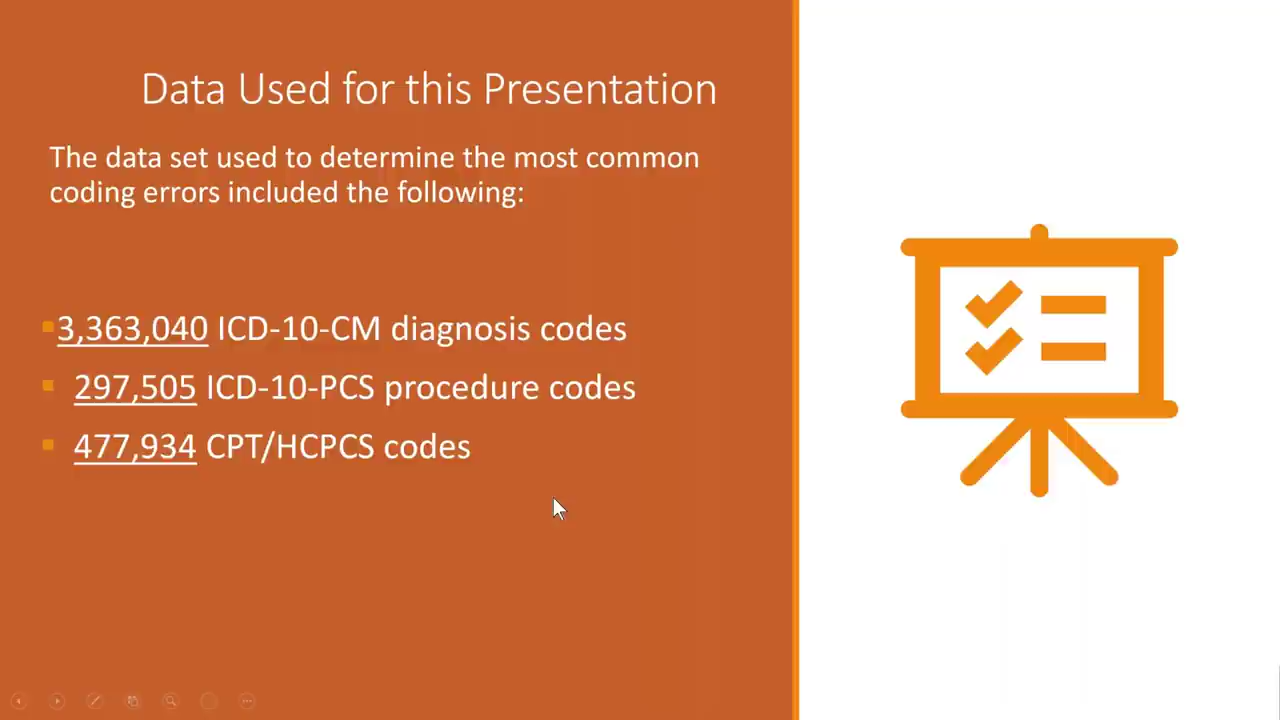 Data Used for this Presentation
The data set used to determine the most common
coding errors included the following:
3,363,040 ICD-10-CM diagnosis codes
297,505 ICD-10-PCS procedure codes
477,934 CPT/HCPCS codes